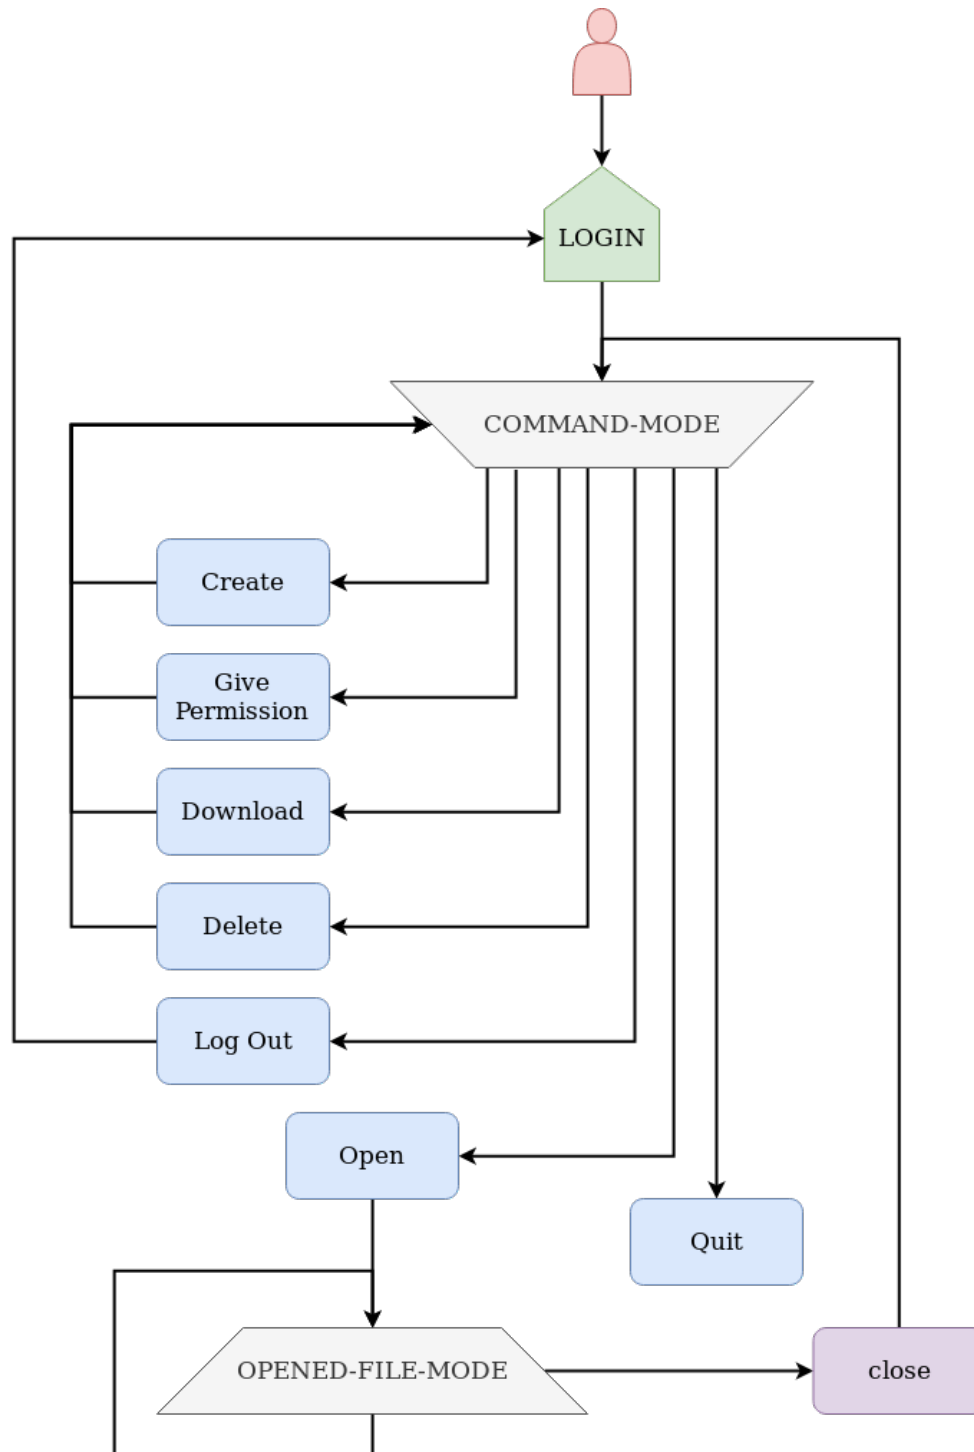 LOGIN
COMMAND-MODE
Create
Give
Permission
Download
Delete
Log Out
Open
Quit
OPENED-FILE-MODE
close